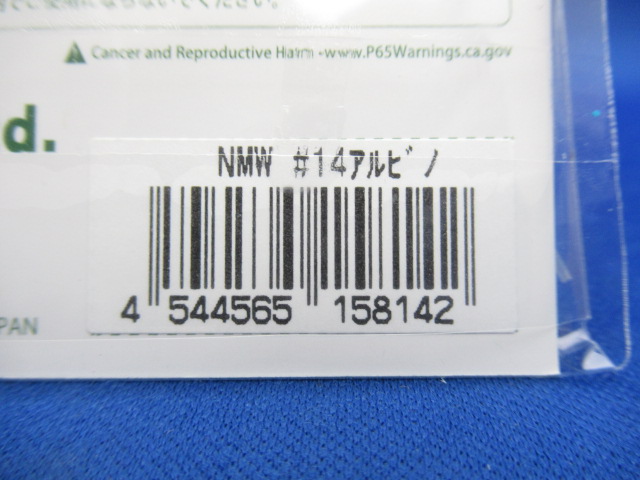 Cancer and Reproductive Harm -www.P65Warnings.ca.gov
d.
NMW #14ｱﾙﾋﾞﾉ
4 544565 158142
PAN